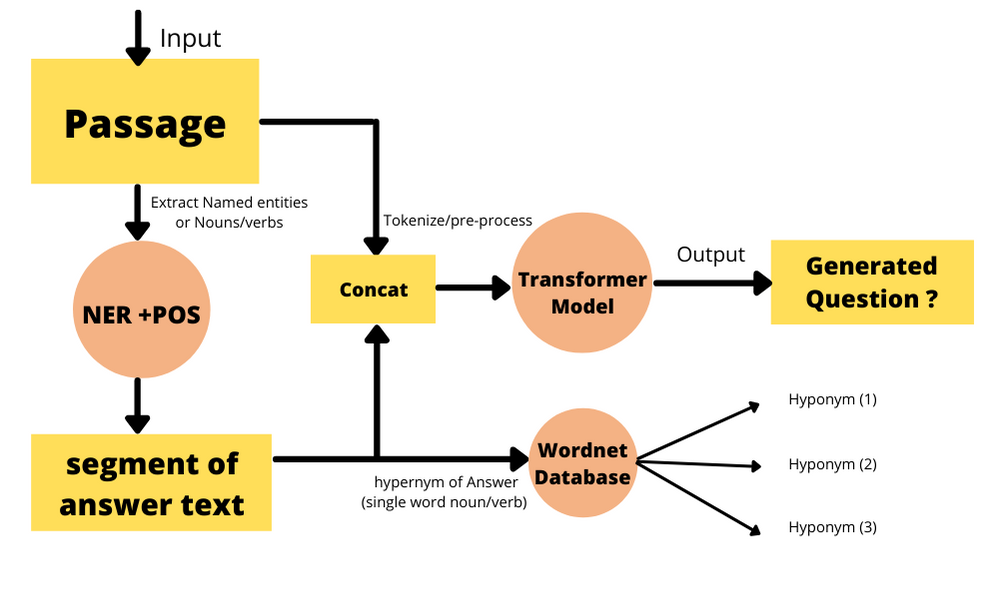 Input
Passage
Extract Named entities
or Nouns/verbs
Tokenize/pre-process
NER +POS
Concat
Transformer
Model
Output
Generated
Question ?
segment of
answer text
hypernym of Answer
(single word noun/verb)
Wordnet
Database
Hyponym (1)
Hyponym (2)
Hyponym (3)